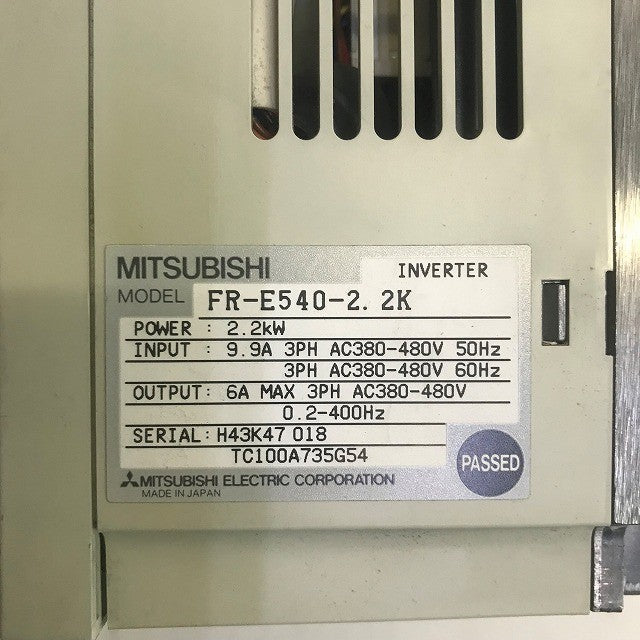 MITSUBISHI INVERTER
MODEL FR-E540-2.2K
POWER : 2.2kW
INPUT : 9.9A 3PH AC380-480V 50Hz
3PH AC380-480V 60Hz
OUTPUT: 6A MAX 3PH AC380-480V
0.2-400Hz
SERIAL: H43K47 018
TC100A735G54
PASSED
MITSUBISHI ELECTRIC CORPORATION
MADE IN JAPAN